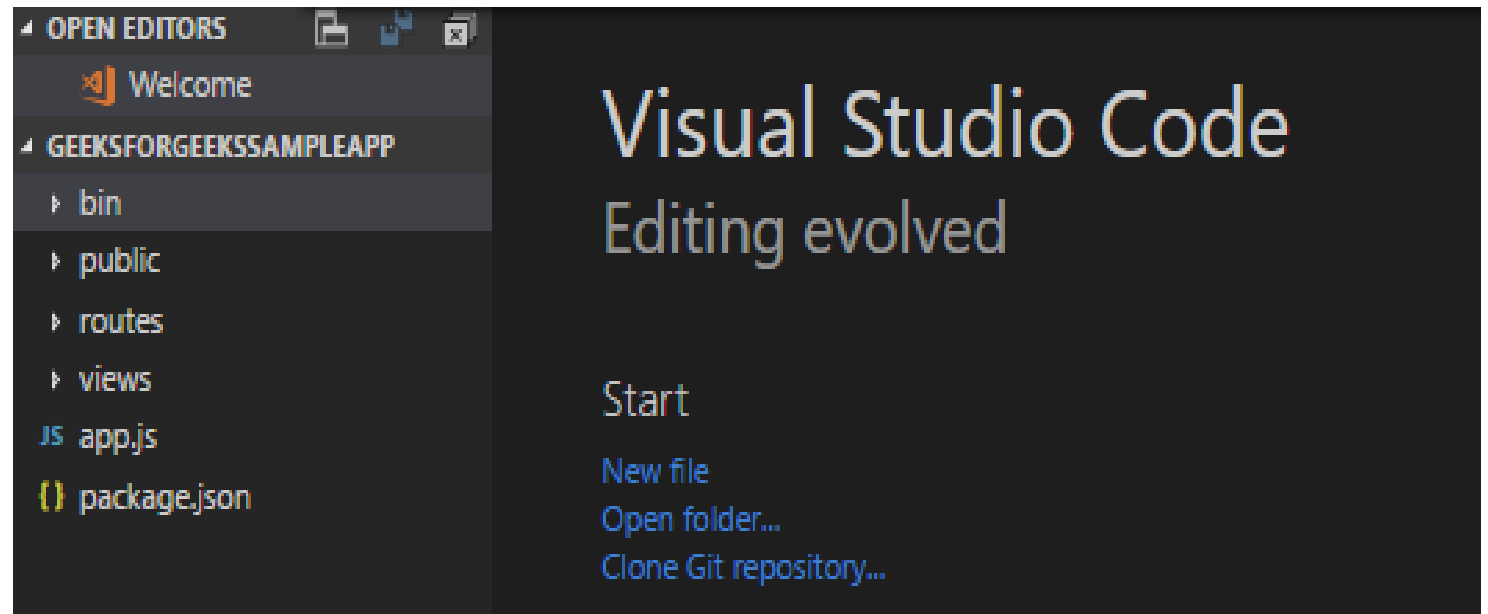 OPEN EDITORS
Welcome
GEEKSFORGEEKSSAMPLEAPP
bin
public
routes
views
JS app.js
{} package.json
Visual Studio Code
Editing evolved
Start
New file
Open folder...
Clone Git repository...